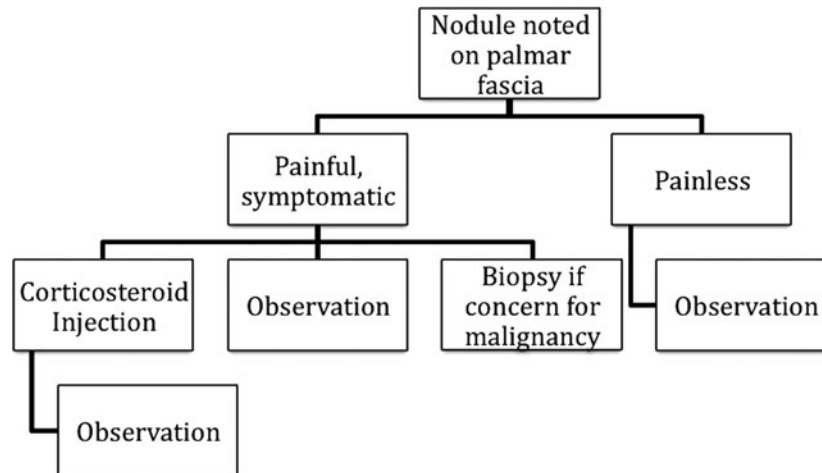 Nodule noted
on palmar
fascia
Painful,
symptomatic
Painless
Corticosteroid
Injection
Observation
Biopsy if
concern for
malignancy
Observation
Observation